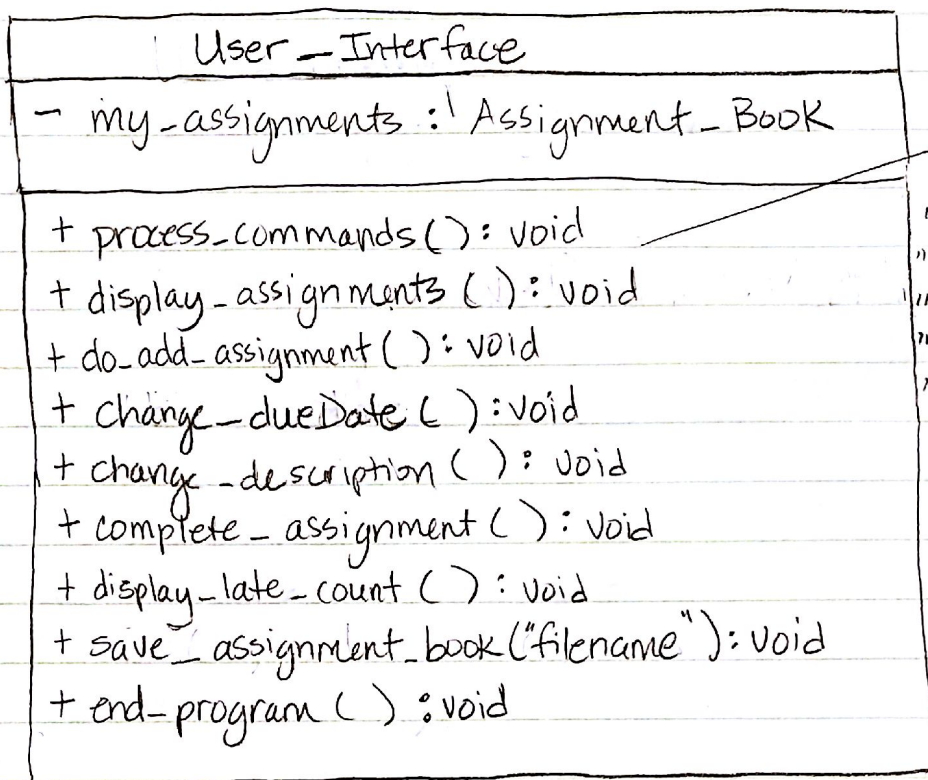 User_Interface
- my_assignments : Assignment_Book
+ process_commands(): void
+ display_assignments ( ): void
+ do_add_assignment( ): void
+ change_dueDate ( ): void
+ change_description ( ): void
+ complete_assignment ( ): void
+ display_late_count ( ): void
+ save_assignment_book("filename"): void
+ end_program ( ): void